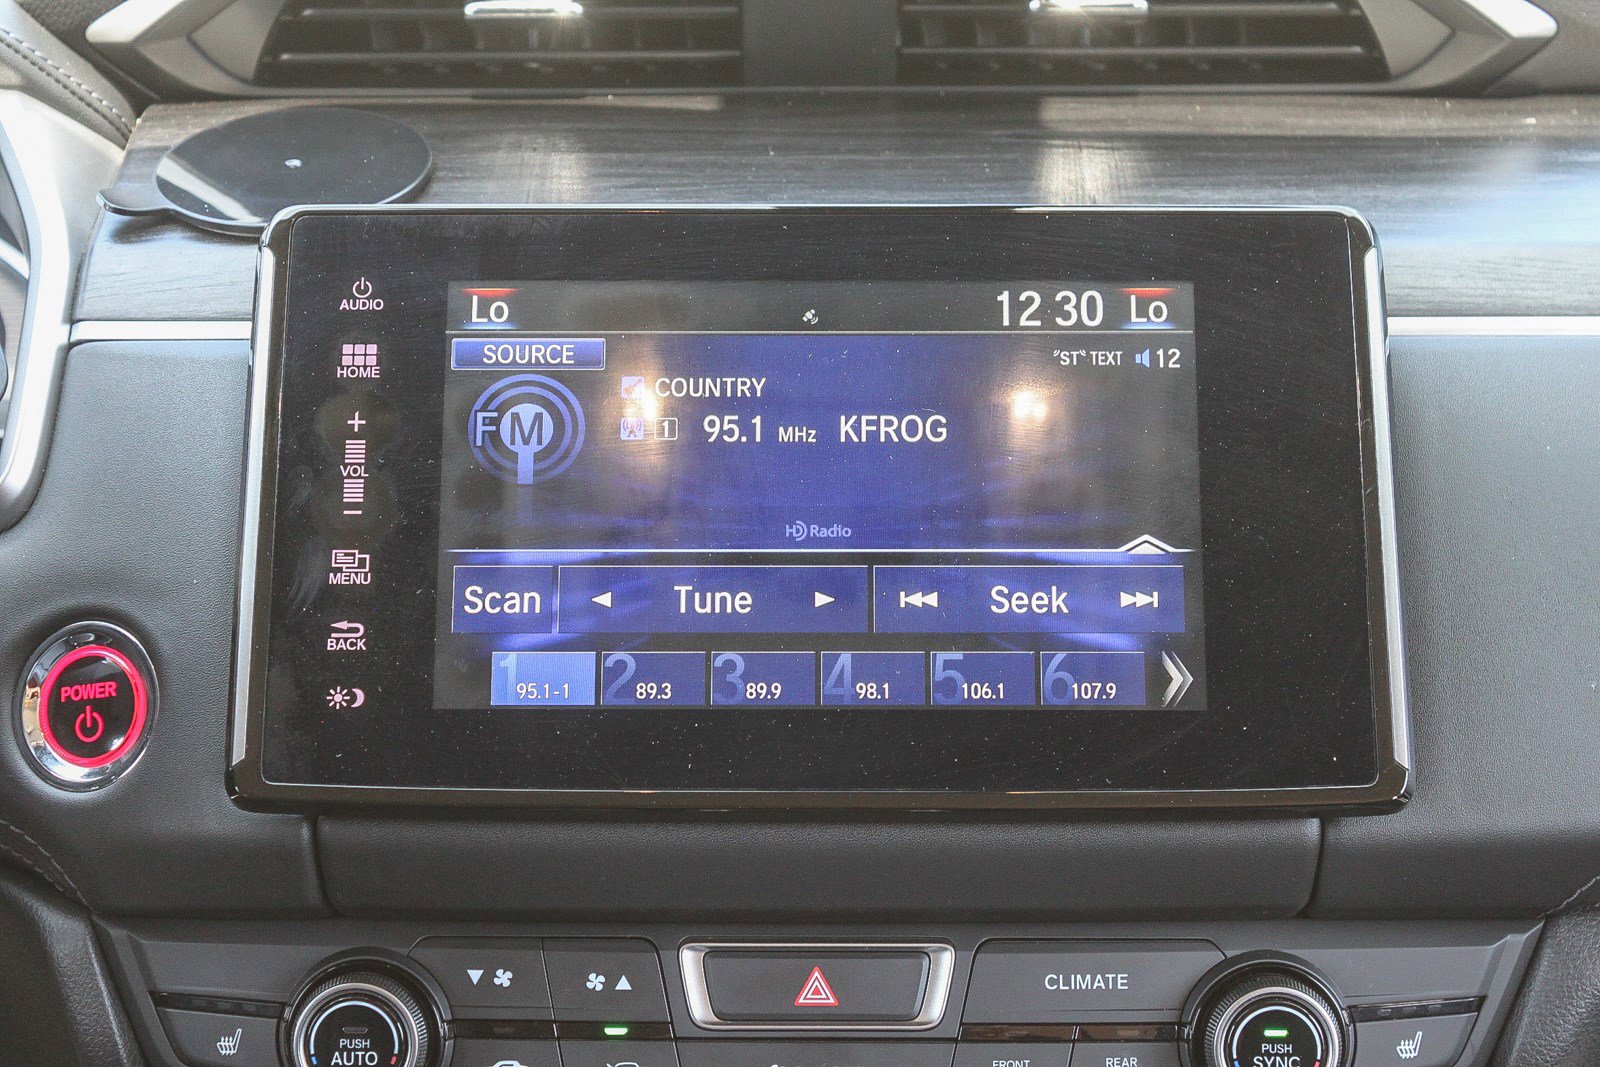 AUDIO
HOME
+
VOL
−
MENU
BACK
Lo
12 30
Lo
SOURCE
"ST" TEXT
12
FM
COUNTRY
1
95.1 MHz KFROG
HD Radio
Scan
Tune
Seek
1 95.1-1
2 89.3
3 89.9
4 98.1
5 106.1
6 107.9
POWER
CLIMATE
PUSH
AUTO
FRONT
REAR
PUSH
SYNC